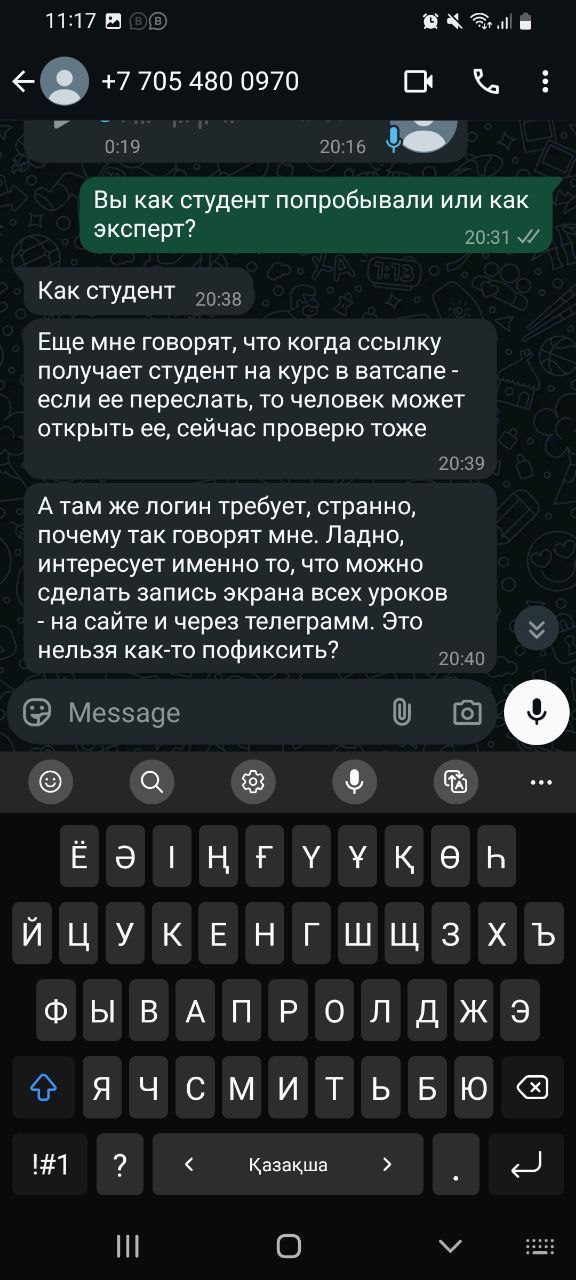 11:17
+7 705 480 0970
0:19 20:16
Вы как студент попробывали или как
эксперт?
20:31
Как студент 20:38
Еще мне говорят, что когда ссылку
получает студент на курс в ватсапе -
если ее переслать, то человек может
открыть ее, сейчас проверю тоже
20:39
А там же логин требует, странно,
почему так говорят мне. Ладно,
интересует именно то, что можно
сделать запись экрана всех уроков
- на сайте и через телеграмм. Это
нельзя как-то пофиксить?
20:40
Message
Ё Ә І Ң Ғ Ү Ұ Қ Ө Һ
Й Ц У К Е Н Г Ш Щ З Х Ъ
Ф Ы В А П Р О Л Д Ж Э
Я Ч С М И Т Ь Б Ю
!#1 ? < Қазақша > .